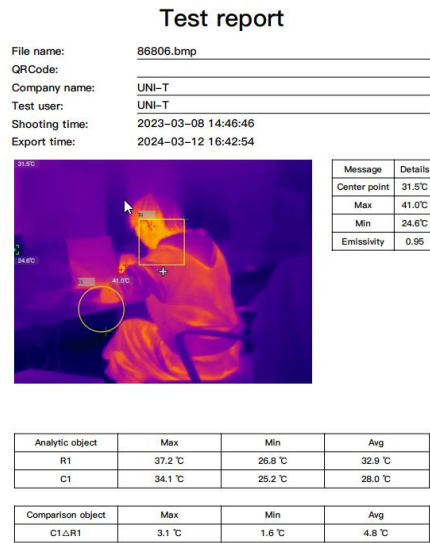 Test report
File name: 86806.bmp
QRCode:
Company name: UNI-T
Test user: UNI-T
Shooting time: 2023-03-08 14:46:46
Export time: 2024-03-12 16:42:54
31.5℃
24.6℃
41.0℃
Message Details
Center point 31.5℃
Max 41.0℃
Min 24.6℃
Emissivity 0.95
Analytic object Max Min Avg
R1 37.2 ℃ 26.8 ℃ 32.9 ℃
C1 34.1 ℃ 25.2 ℃ 28.0 ℃
Comparison object Max Min Avg
C1△R1 3.1 ℃ 1.6 ℃ 4.8 ℃